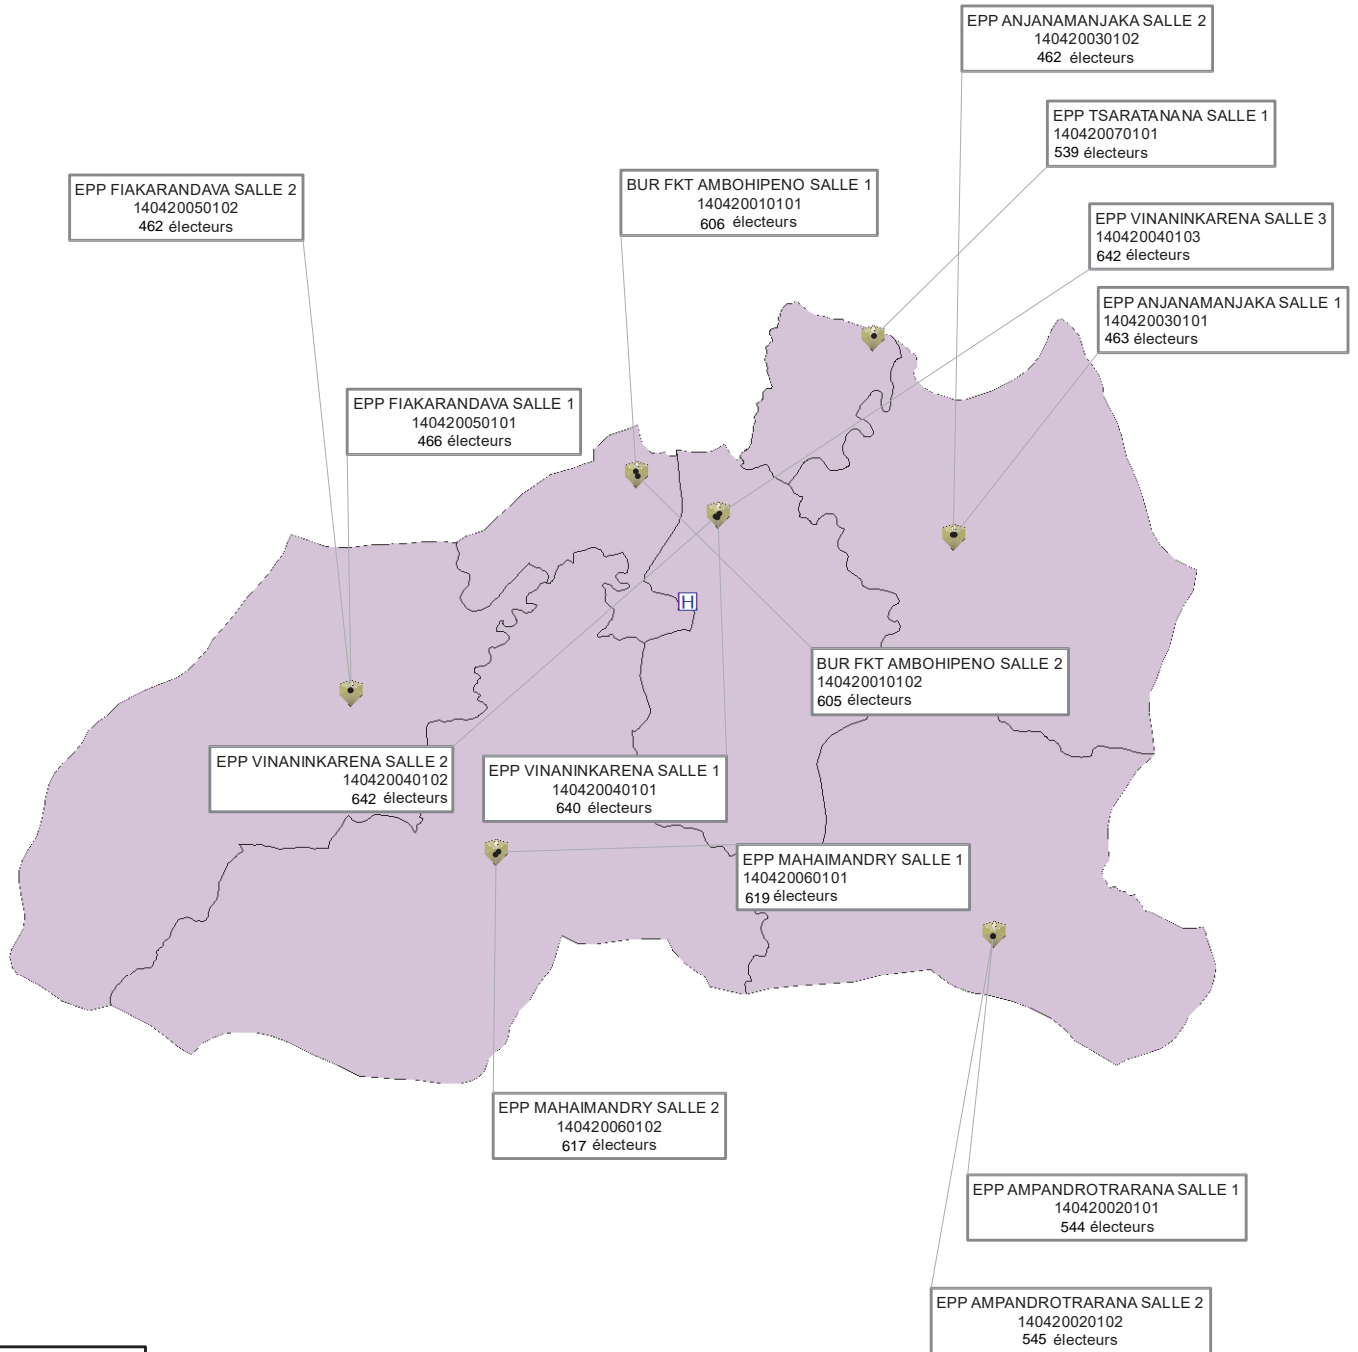 EPP ANJANAMANJAKA SALLE 2
140420030102
462 électeurs
EPP TSARATANANA SALLE 1
140420070101
539 électeurs
EPP FIAKARANDAVA SALLE 2
140420050102
462 électeurs
BUR FKT AMBOHIPENO SALLE 1
140420010101
606 électeurs
EPP VINANINKARENA SALLE 3
140420040103
642 électeurs
EPP ANJANAMANJAKA SALLE 1
140420030101
463 électeurs
EPP FIAKARANDAVA SALLE 1
140420050101
466 électeurs
H
BUR FKT AMBOHIPENO SALLE 2
140420010102
605 électeurs
EPP VINANINKARENA SALLE 2
140420040102
642 électeurs
EPP VINANINKARENA SALLE 1
140420040101
640 électeurs
EPP MAHAIMANDRY SALLE 1
140420060101
619 électeurs
EPP MAHAIMANDRY SALLE 2
140420060102
617 électeurs
EPP AMPANDROTRARANA SALLE 1
140420020101
544 électeurs
EPP AMPANDROTRARANA SALLE 2
140420020102
545 électeurs